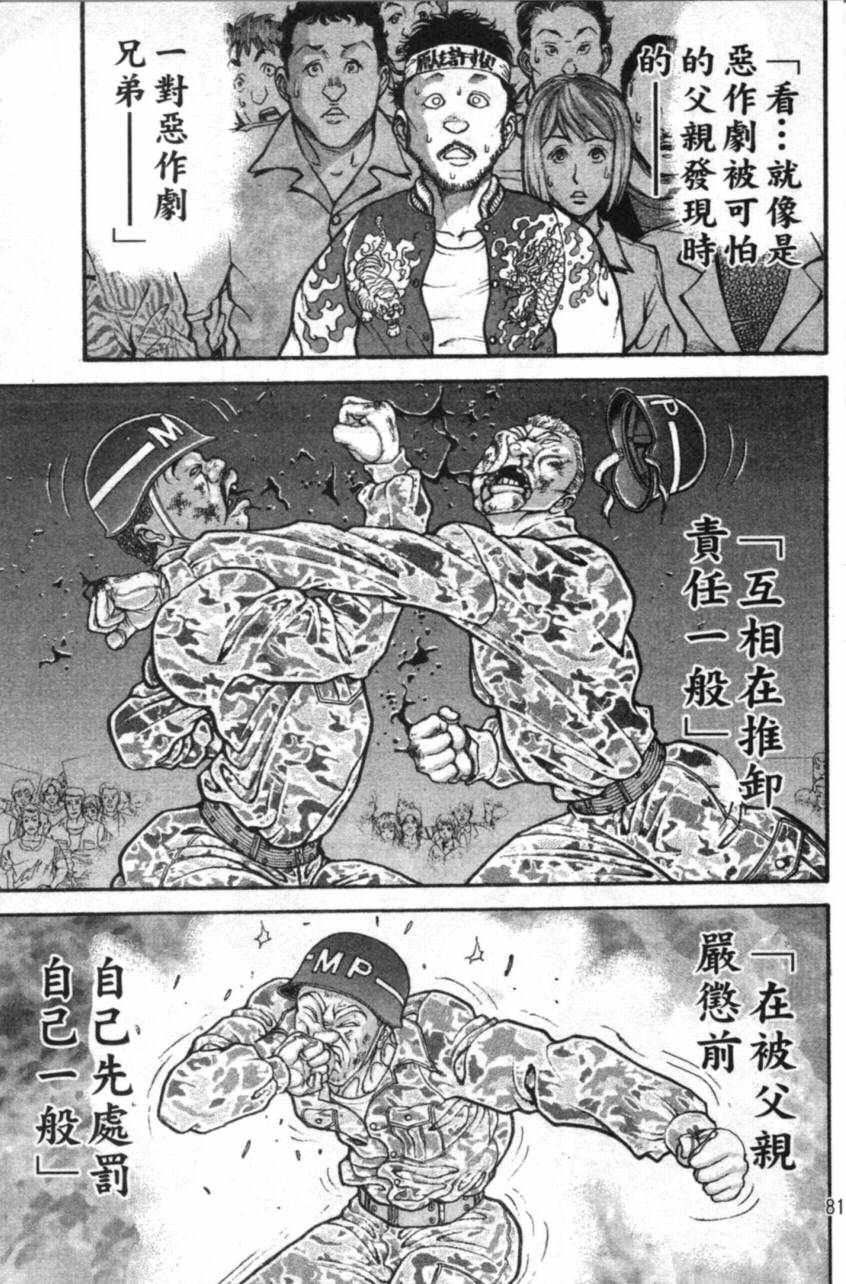 「看…就像是
惡作劇被可怕
的父親發現時
的——
一對惡作劇
兄弟——」
M
P
「互相在推卸
責任一般」
「在被父親
嚴懲前
MP
自己先處罰
自己一般」
81